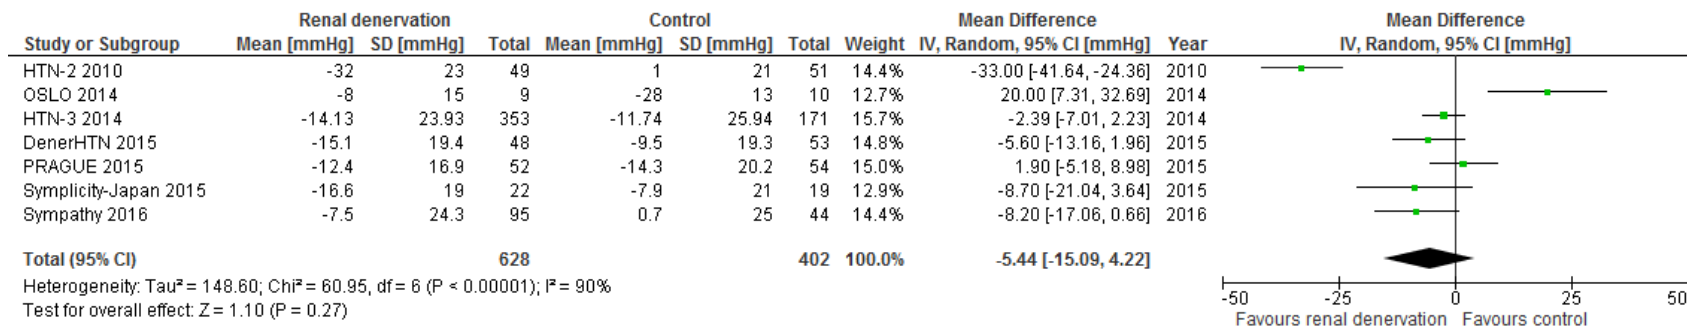 Renal denervation Control Mean Difference Mean Difference
Study or Subgroup Mean [mmHg] SD [mmHg] Total Mean [mmHg] SD [mmHg] Total Weight IV, Random, 95% CI [mmHg] Year IV, Random, 95% CI [mmHg]
HTN-2 2010 -32 23 49 1 21 51 14.4% -33.00 [-41.64, -24.36] 2010
OSLO 2014 -8 15 9 -28 13 10 12.7% 20.00 [7.31, 32.69] 2014
HTN-3 2014 -14.13 23.93 353 -11.74 25.94 171 15.7% -2.39 [-7.01, 2.23] 2014
DenerHTN 2015 -15.1 19.4 48 -9.5 19.3 53 14.8% -5.60 [-13.16, 1.96] 2015
PRAGUE 2015 -12.4 16.9 52 -14.3 20.2 54 15.0% 1.90 [-5.18, 8.98] 2015
Symplicity-Japan 2015 -16.6 19 22 -7.9 21 19 12.9% -8.70 [-21.04, 3.64] 2015
Sympathy 2016 -7.5 24.3 95 0.7 25 44 14.4% -8.20 [-17.06, 0.66] 2016
Total (95% CI) 628 402 100.0% -5.44 [-15.09, 4.22]
Heterogeneity: Tau² = 148.60; Chi² = 60.95, df = 6 (P < 0.00001); I² = 90%
Test for overall effect: Z = 1.10 (P = 0.27)
-50 -25 0 25 50
Favours renal denervation Favours control